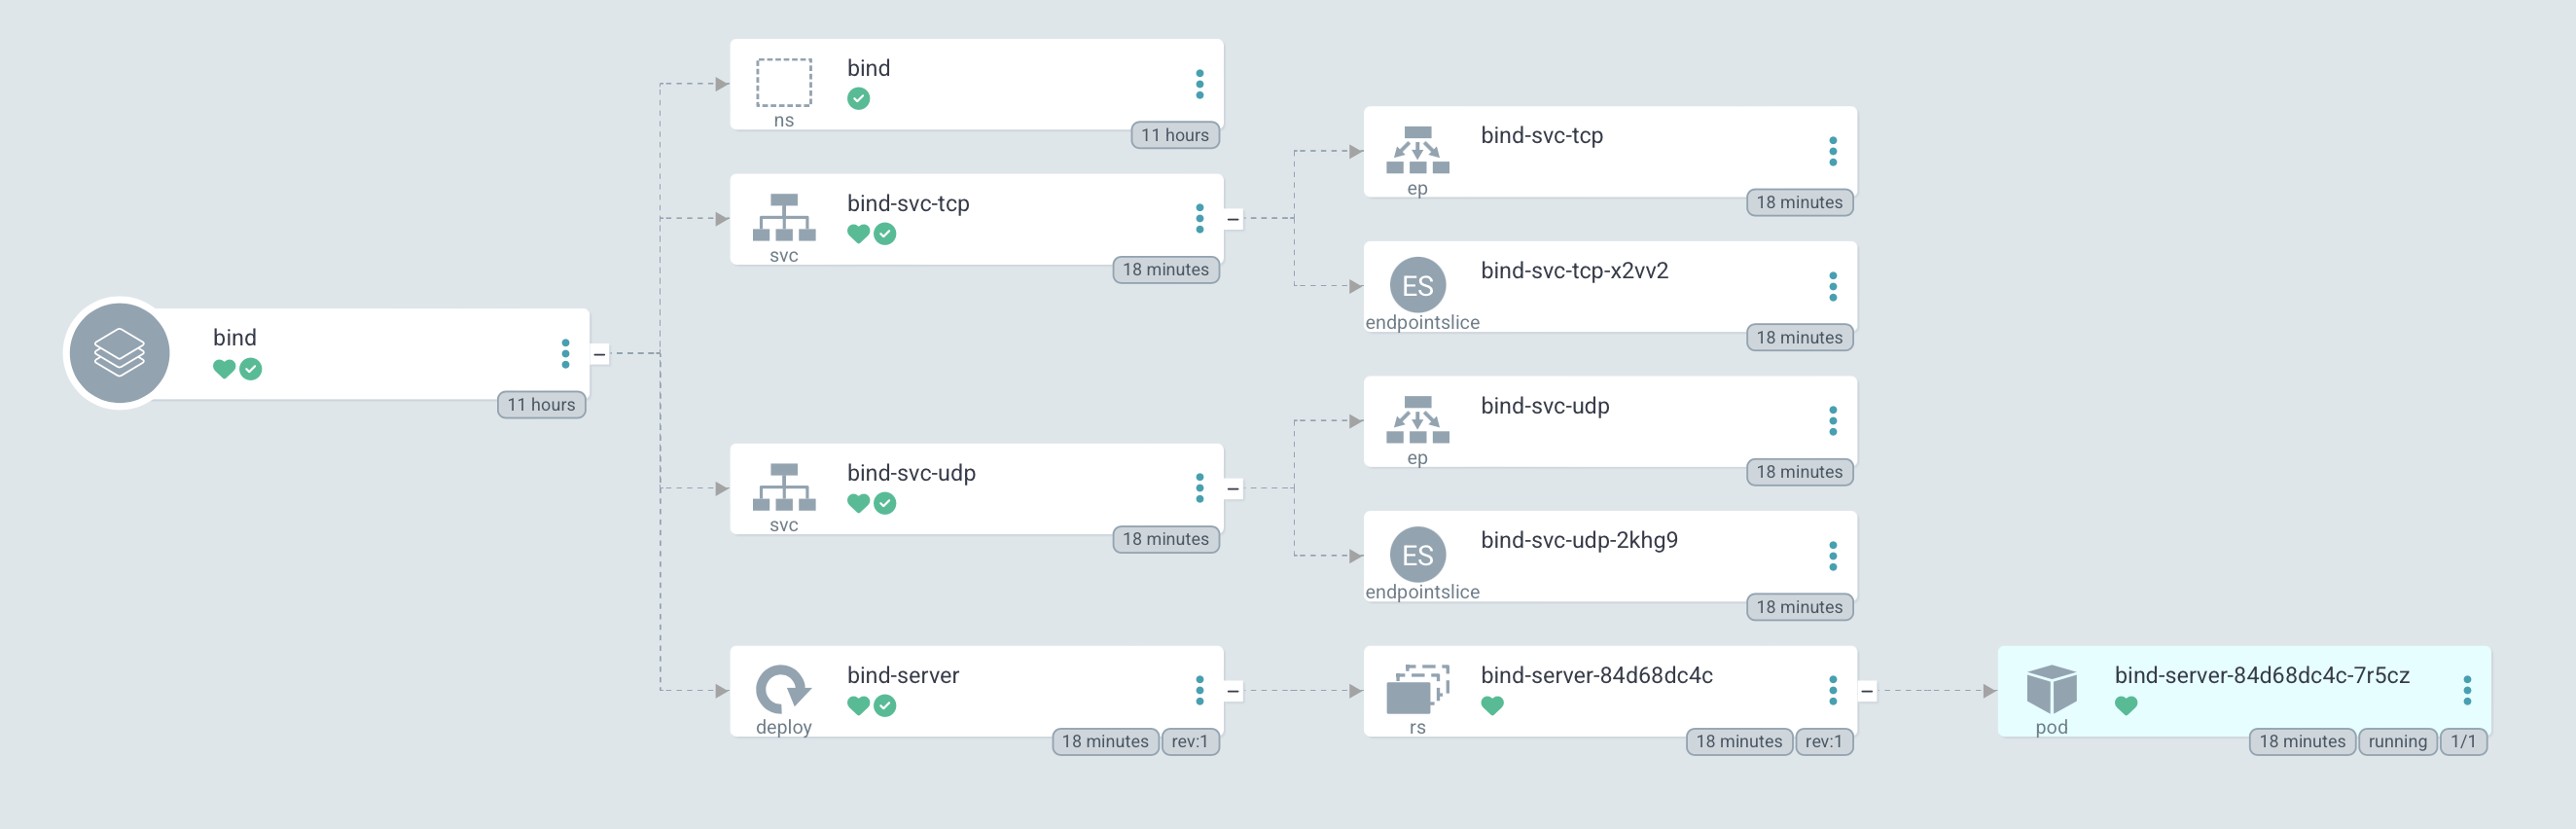 bind
11 hours
bind
ns
11 hours
bind-svc-tcp
svc
18 minutes
bind-svc-udp
svc
18 minutes
bind-server
deploy
18 minutes rev:1
bind-svc-tcp
ep
18 minutes
bind-svc-tcp-x2vv2
ES
endpointslice
18 minutes
bind-svc-udp
ep
18 minutes
bind-svc-udp-2khg9
ES
endpointslice
18 minutes
bind-server-84d68dc4c
rs
18 minutes rev:1
bind-server-84d68dc4c-7r5cz
pod
18 minutes running 1/1